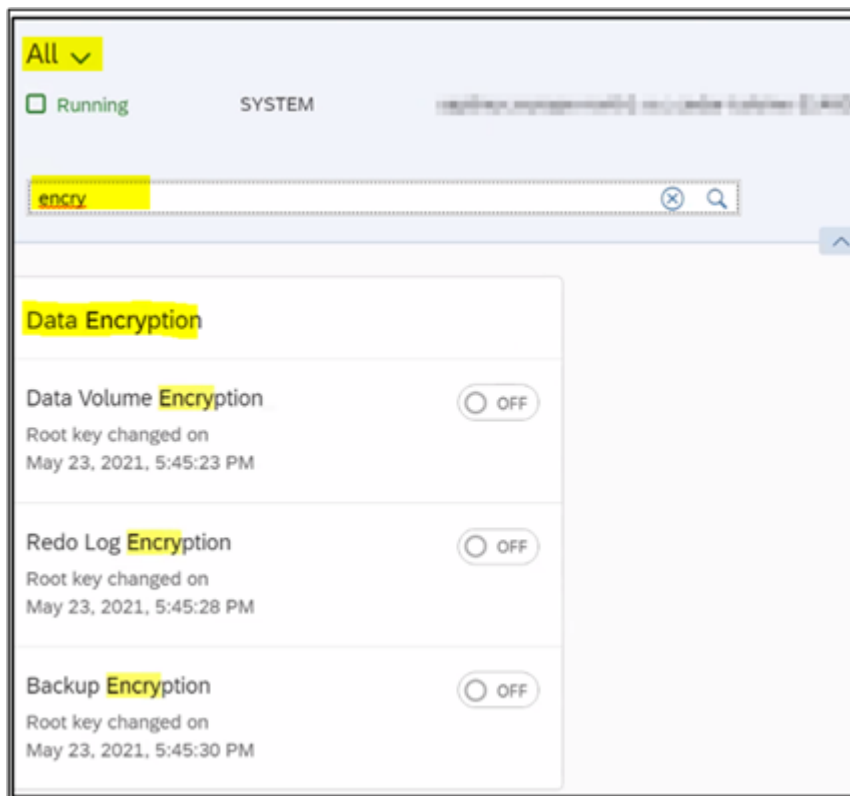 All
Running SYSTEM
encry
Data Encryption
Data Volume Encryption
OFF
Root key changed on
May 23, 2021, 5:45:23 PM
Redo Log Encryption
OFF
Root key changed on
May 23, 2021, 5:45:28 PM
Backup Encryption
OFF
Root key changed on
May 23, 2021, 5:45:30 PM